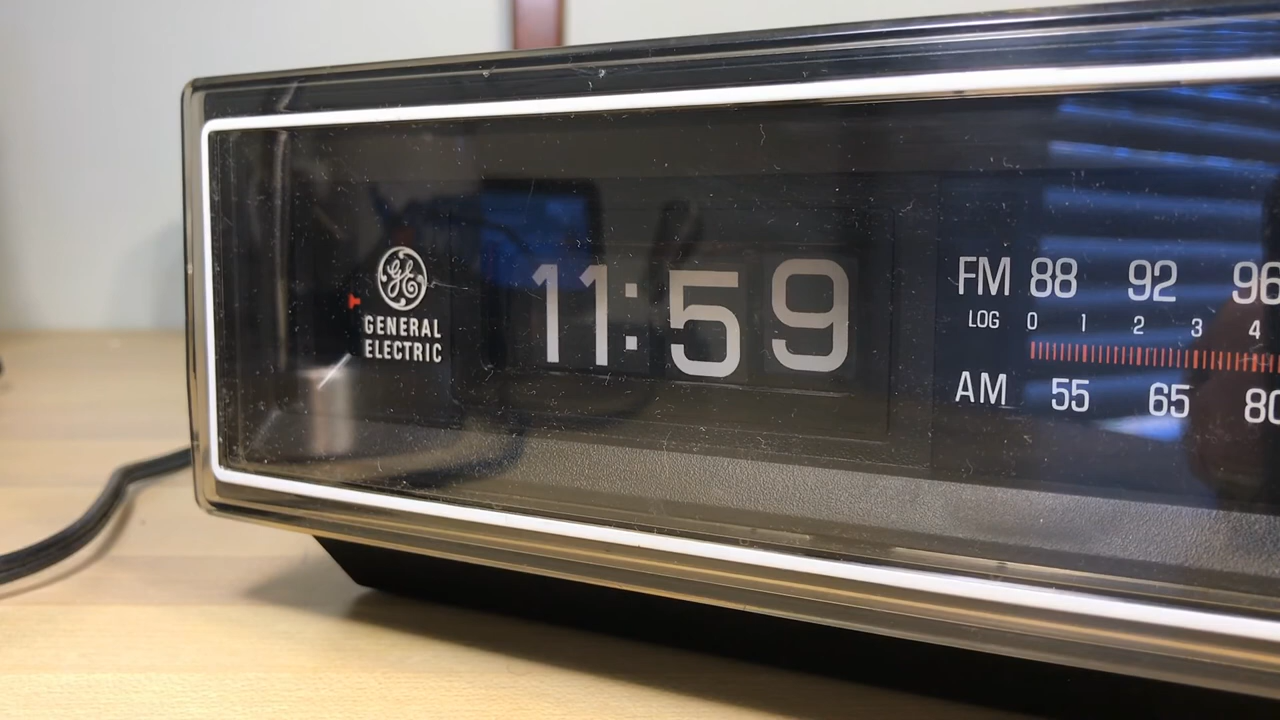 GE
GENERAL
ELECTRIC
11:59
FM 88 92 96
LOG 0 1 2 3 4
AM 55 65 80